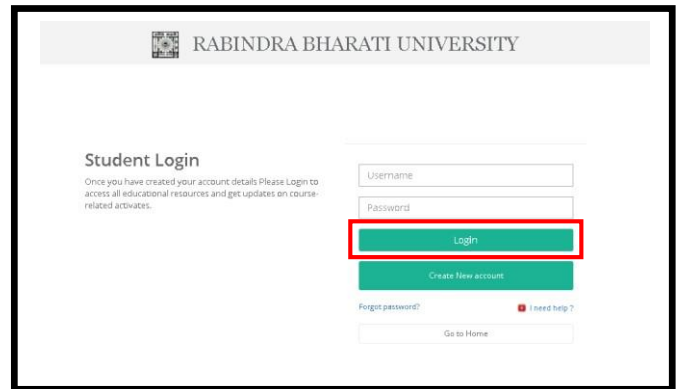 RABINDRA BHARATI UNIVERSITY
Student Login
Once you have created your account details Please Login to
access all educational resources and get updates on course-
related activates.
Username
Password
Login
Create New account
Forgot password?
I need help ?
Go to Home